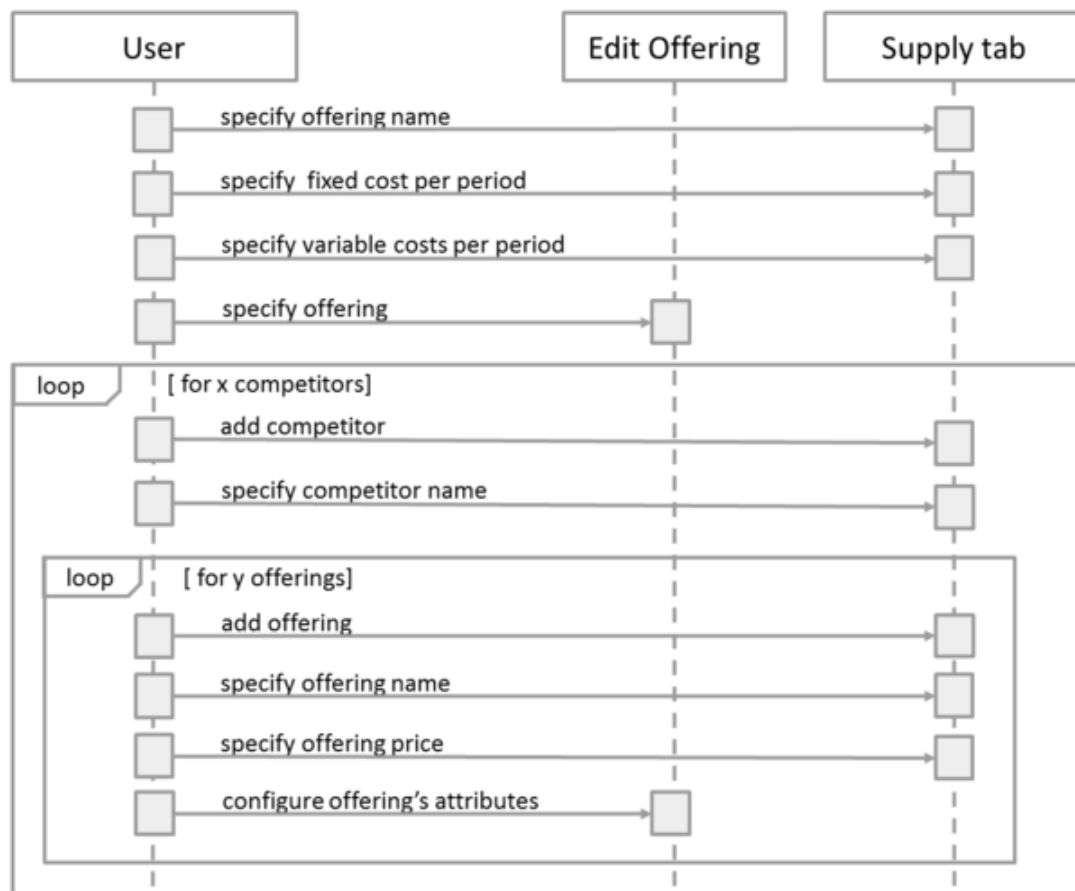 User
Edit Offering
Supply tab
specify offering name
specify fixed cost per period
specify variable costs per period
specify offering
loop
[ for x competitors]
add competitor
specify competitor name
loop
[ for y offerings]
add offering
specify offering name
specify offering price
configure offering's attributes